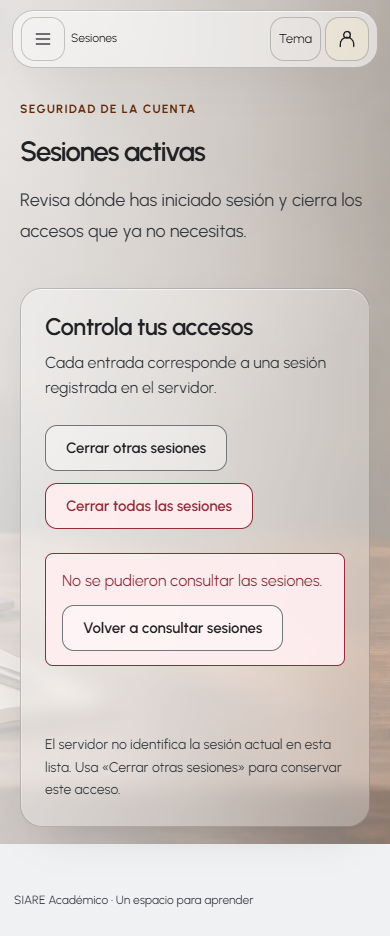 Sesiones
Tema
SEGURIDAD DE LA CUENTA
Sesiones activas
Revisa dónde has iniciado sesión y cierra los
accesos que ya no necesitas.
Controla tus accesos
Cada entrada corresponde a una sesión
registrada en el servidor.
Cerrar otras sesiones
Cerrar todas las sesiones
No se pudieron consultar las sesiones.
Volver a consultar sesiones
El servidor no identifica la sesión actual en esta
lista. Usa «Cerrar otras sesiones» para conservar
este acceso.
SIARE Académico · Un espacio para aprender